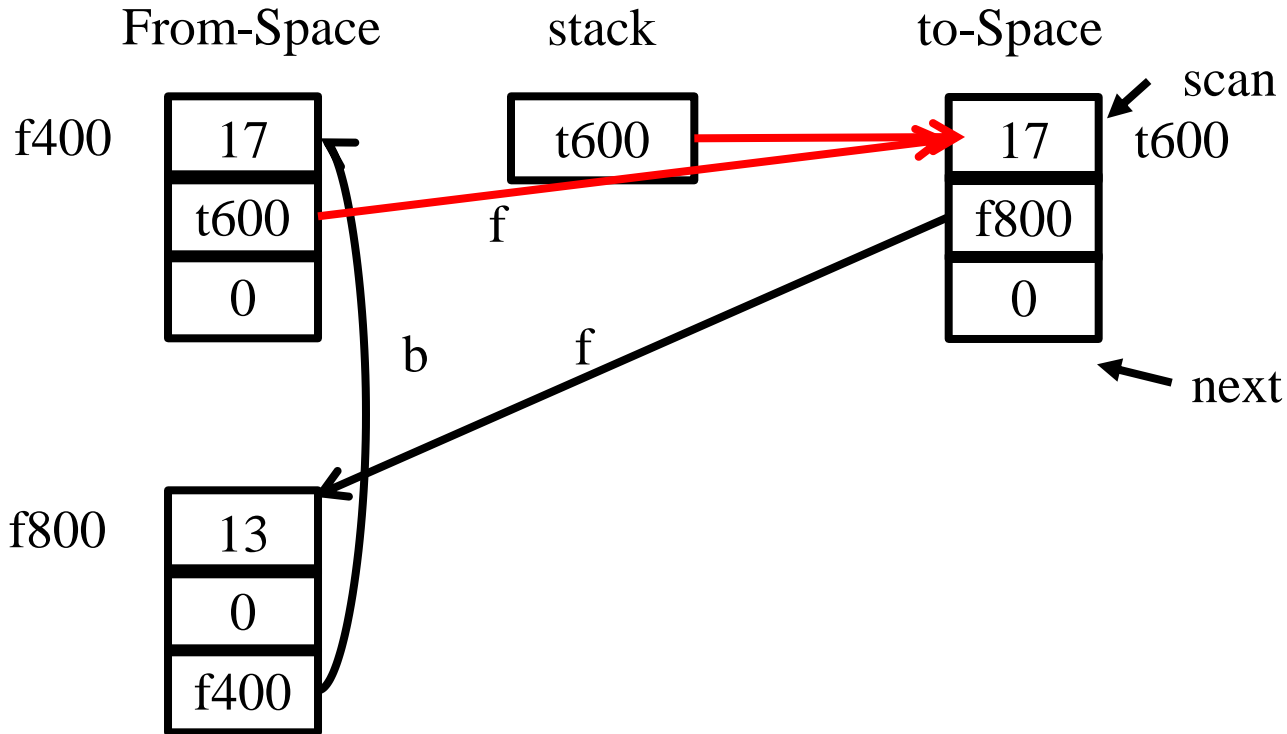 From-Space stack to-Space
scan
f400 17 t600 17 t600
t600 f f800
0 0
b f
next
f800 13
0
f400